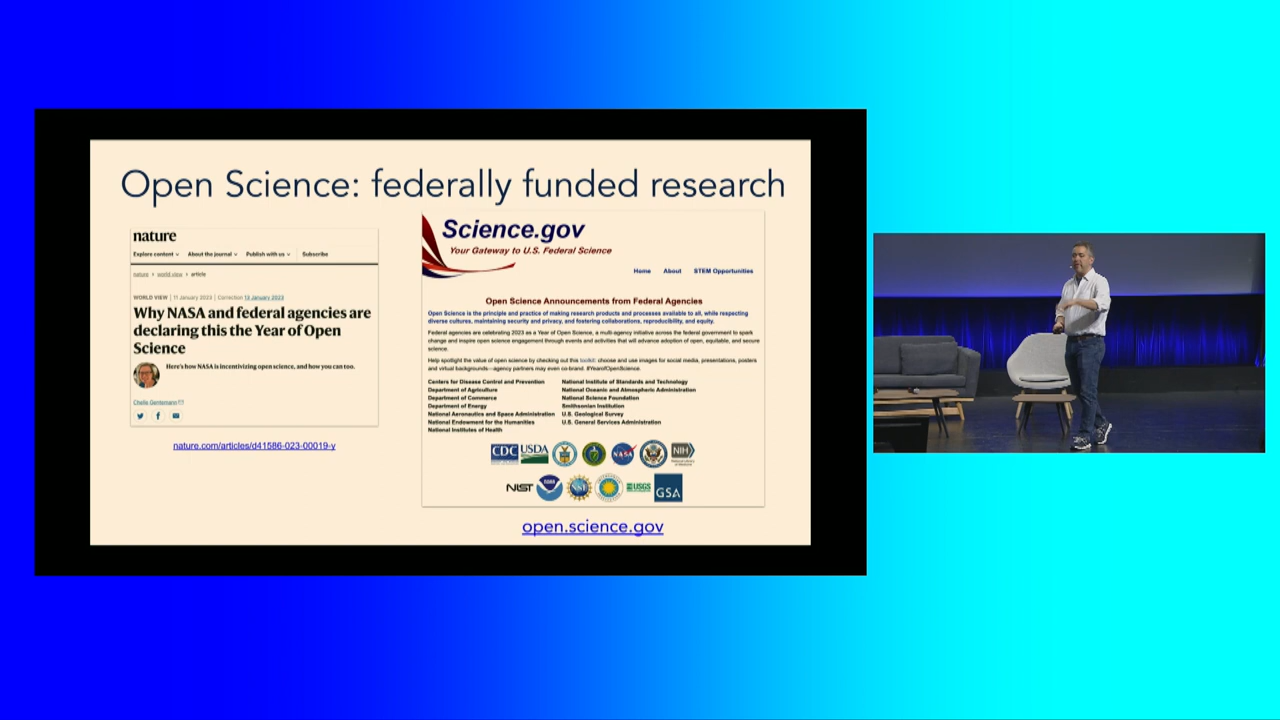 Open Science: federally funded research
nature
Explore content
About the journal
Publish with us
Subscribe
nature > world view > article
WORLD VIEW | 11 January 2023 | Correction 13 January 2023
Why NASA and federal agencies are
declaring this the Year of Open
Science
Here's how NASA is incentivizing open science, and how you can too.
Chelle Gentemann
nature.com/articles/d41586-023-00019-y
Science.gov
Your Gateway to U.S. Federal Science
Home
About
STEM Opportunities
Open Science Announcements from Federal Agencies
Open Science is the principle and practice of making research products and processes available to all, while respecting
diverse cultures, maintaining security and privacy, and fostering collaborations, reproducibility, and equity.
Federal agencies are celebrating 2023 as a Year of Open Science, a multi-agency initiative across the federal government to spark
change and inspire open science engagement through events and activities that will advance adoption of open, equitable, and secure
science.
Help spotlight the value of open science by checking out this toolkit: choose and use images for social media, presentations, posters
and virtual backgrounds—agency partners may even co-brand. #YearofOpenScience.
Centers for Disease Control and Prevention
Department of Agriculture
Department of Commerce
Department of Energy
National Aeronautics and Space Administration
National Endowment for the Humanities
National Institutes of Health
National Institute of Standards and Technology
National Oceanic and Atmospheric Administration
National Science Foundation
Smithsonian Institution
U.S. Geological Survey
U.S. General Services Administration
CDC
USDA
NASA
NIH
NIST
NSF
USGS
GSA
open.science.gov